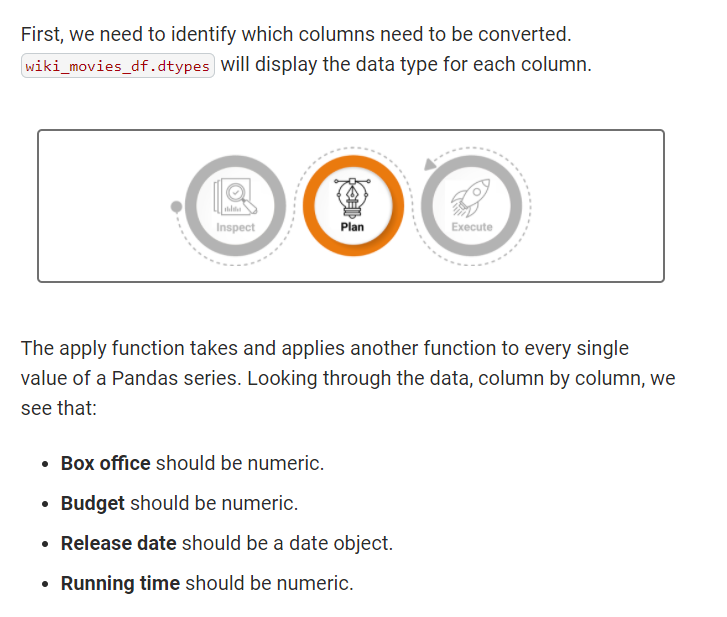 First, we need to identify which columns need to be converted.
wiki_movies_df.dtypes will display the data type for each column.
Inspect
Plan
Execute
The apply function takes and applies another function to every single
value of a Pandas series. Looking through the data, column by column, we
see that:
• Box office should be numeric.
• Budget should be numeric.
• Release date should be a date object.
• Running time should be numeric.